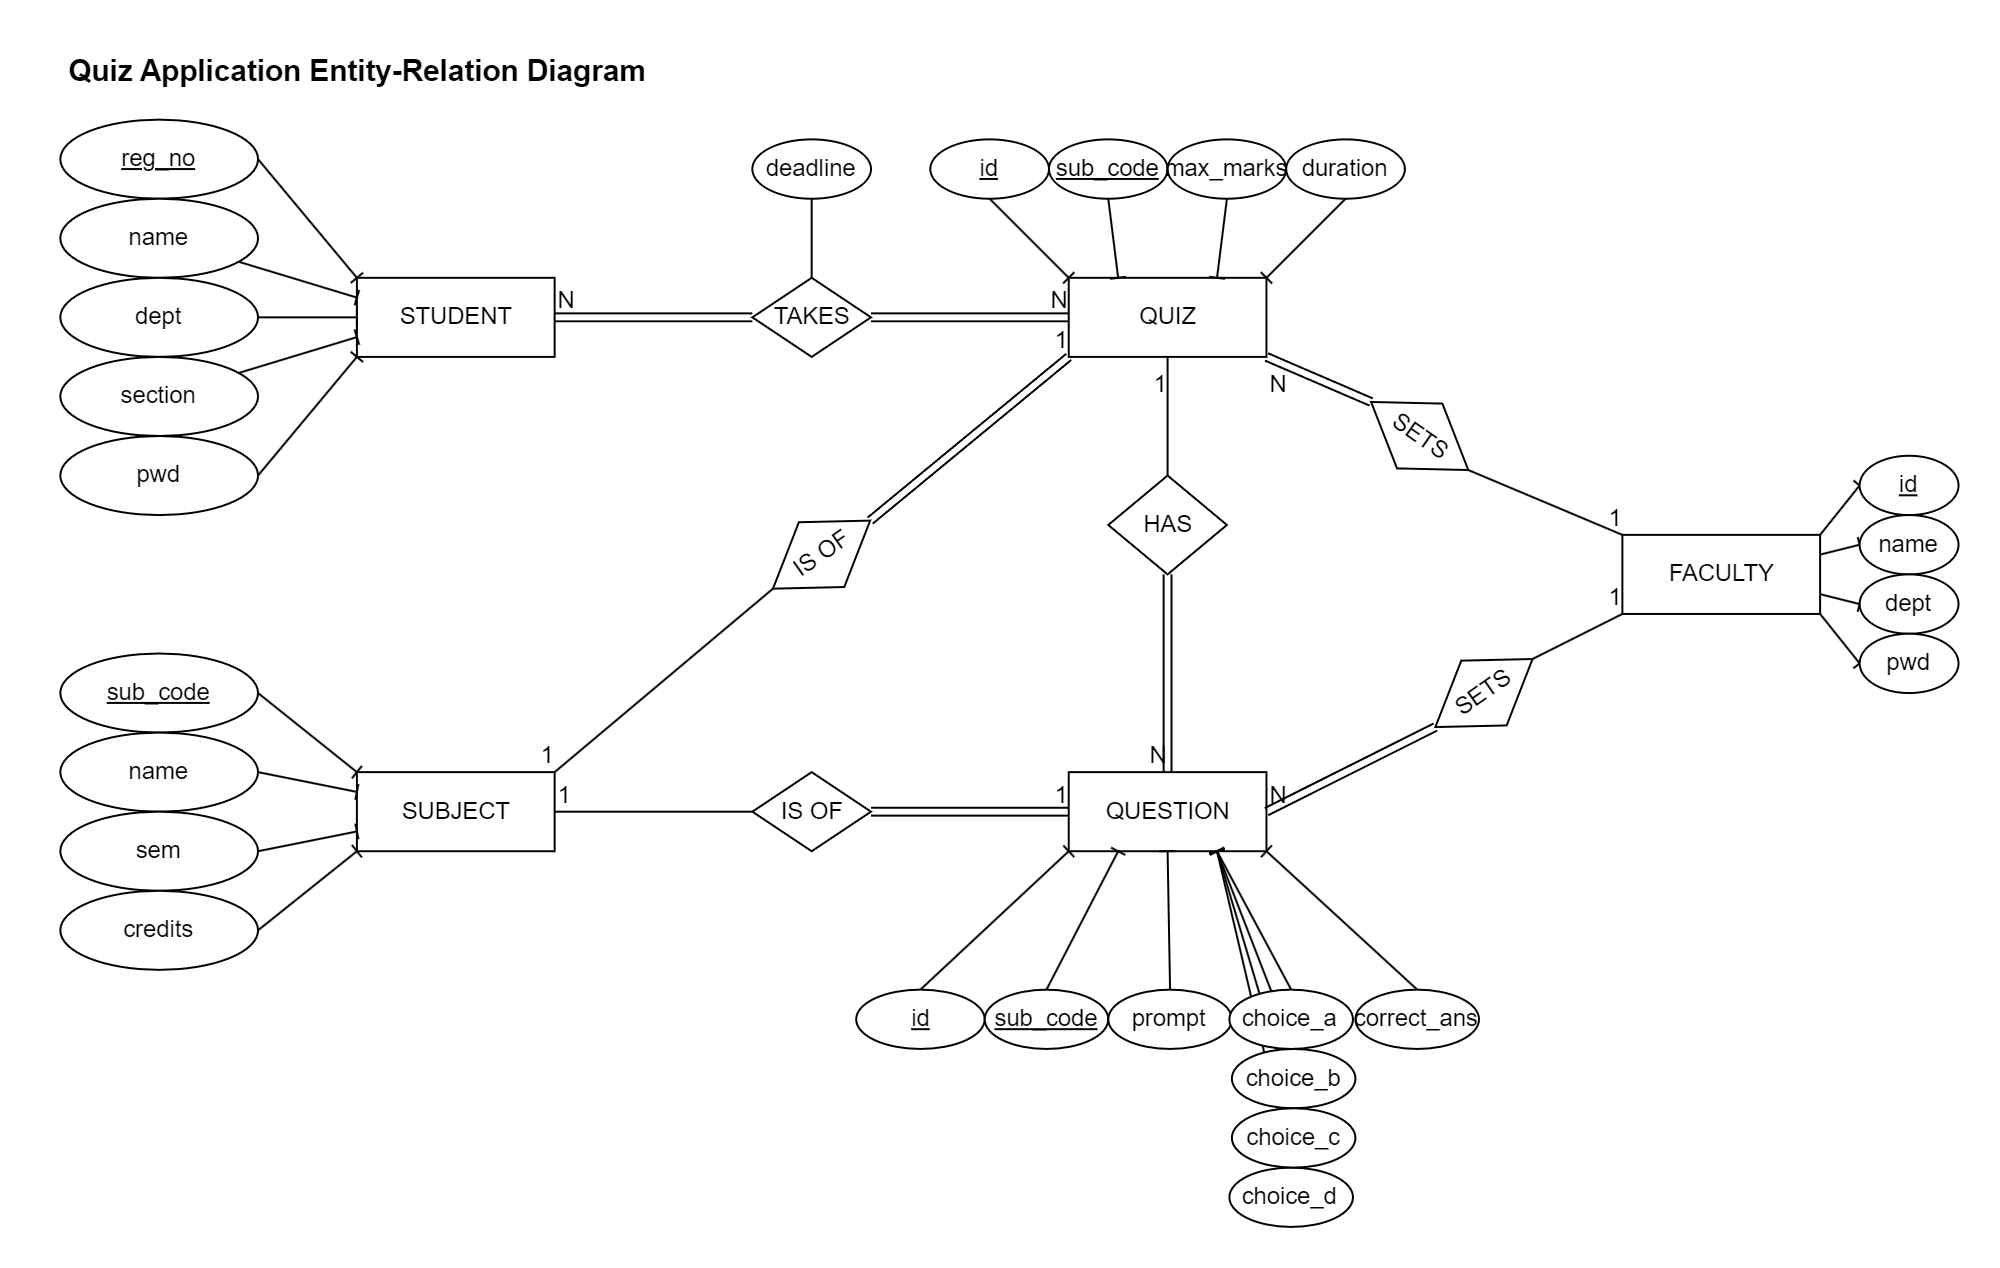 Quiz Application Entity-Relation Diagram
reg_no
name
dept
section
pwd
STUDENT
N
deadline
TAKES
N
id
sub_code
max_marks
duration
QUIZ
1
1
N
SETS
IS OF
HAS
1
1
FACULTY
id
name
dept
pwd
SETS
sub_code
name
sem
credits
SUBJECT
1
1
IS OF
1
N
N
QUESTION
id
sub_code
prompt
choice_a
correct_ans
choice_b
choice_c
choice_d